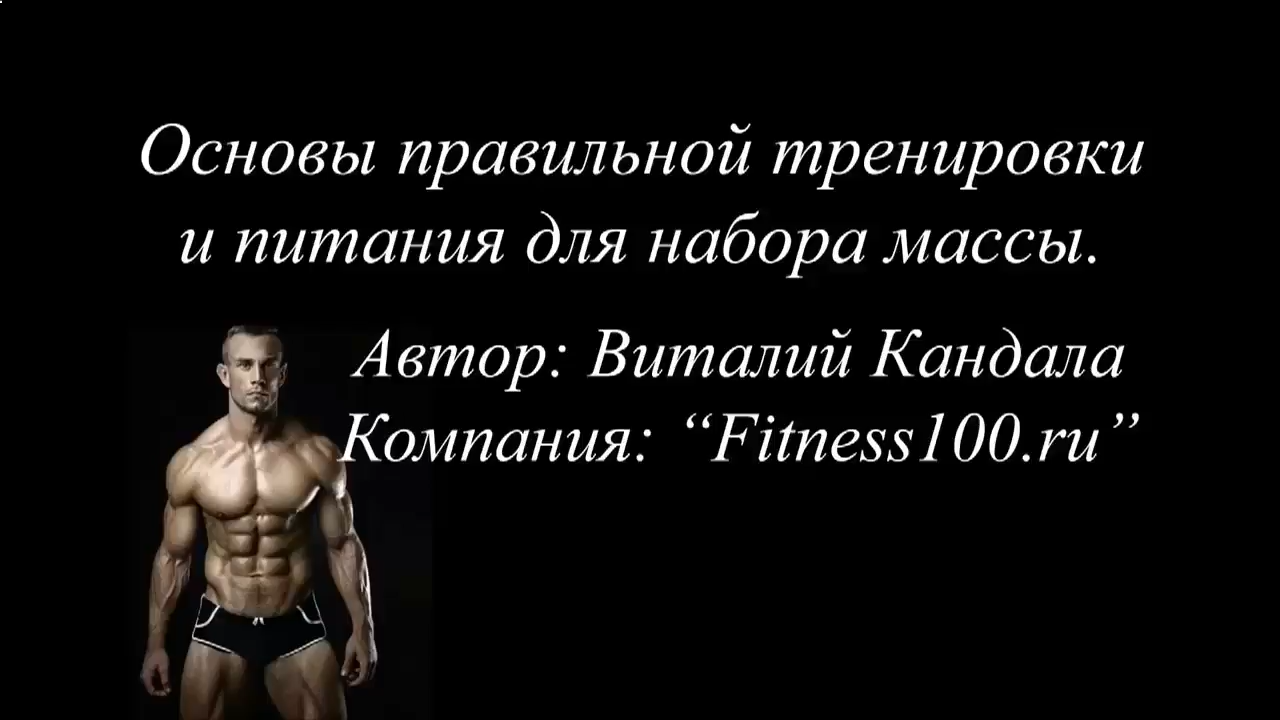 Основы правильной тренировки
и питания для набора массы.
Автор: Виталий Кандала
Компания: “Fitness100.ru”